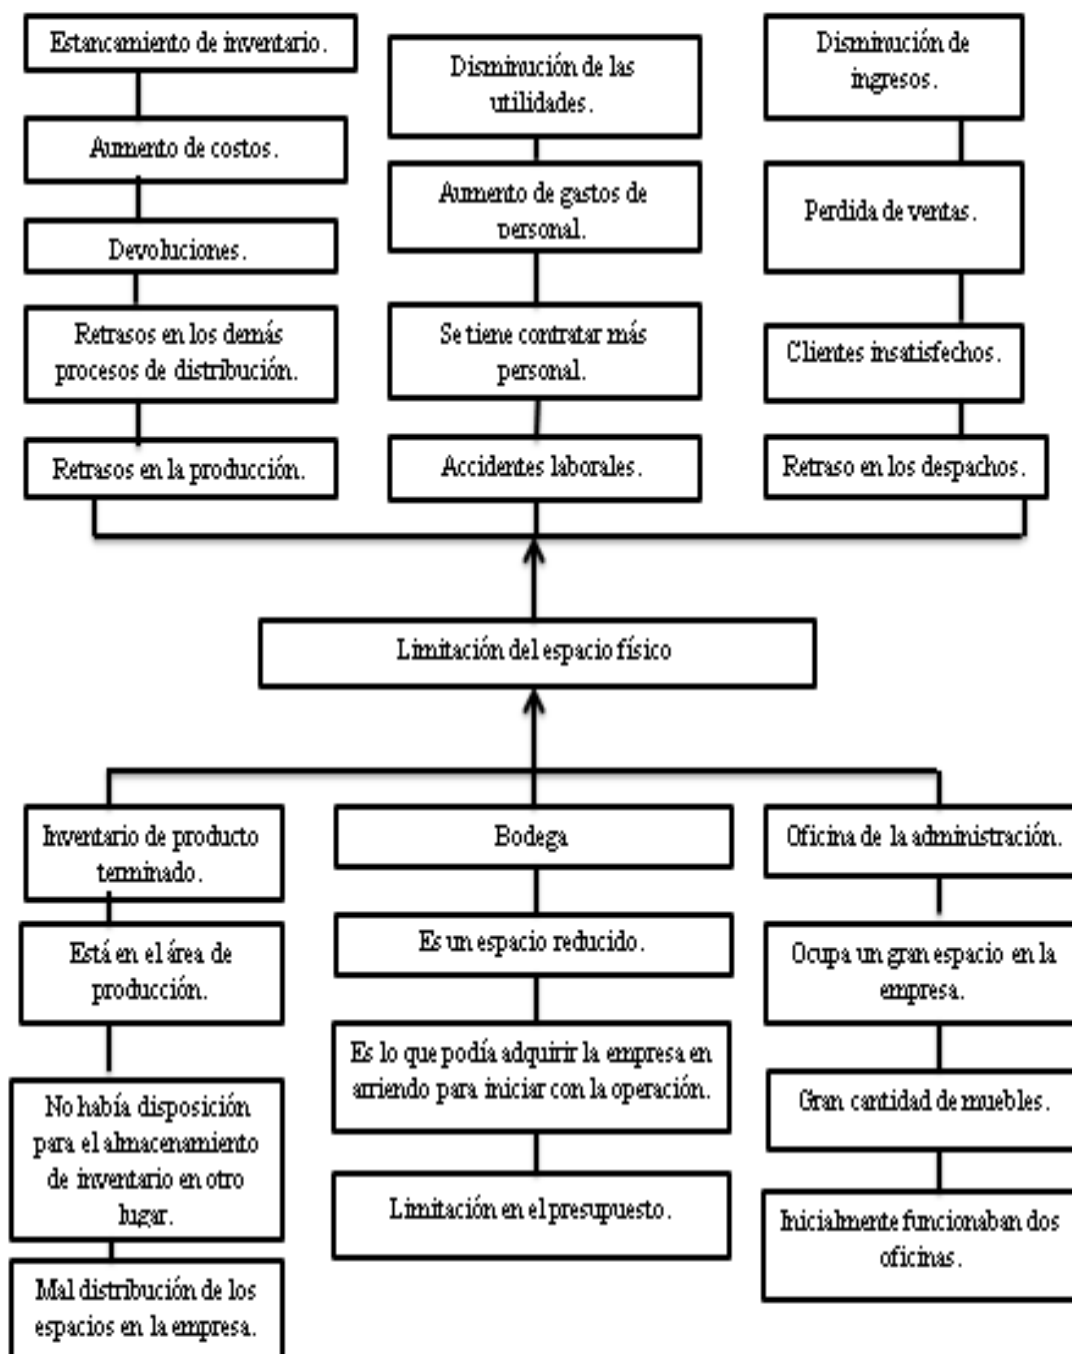 Estancamiento de inventario.
Aumento de costos.
Devoluciones.
Retrasos en los demás
procesos de distribución.
Retrasos en la producción.
Disminución de las
utilidades.
Aumento de gastos de
personal.
Se tiene contratar más
personal.
Accidentes laborales.
Disminución de
ingresos.
Perdida de ventas.
Clientes insatisfechos.
Retraso en los despachos.
Limitación del espacio físico
Inventario de producto
terminado.
Está en el área de
producción.
No había disposición
para el almacenamiento
de inventario en otro
lugar.
Mal distribución de los
espacios en la empresa.
Bodega
Es un espacio reducido.
Es lo que podía adquirir la empresa en
arriendo para iniciar con la operación.
Limitación en el presupuesto.
Oficina de la administración.
Ocupa un gran espacio en la
empresa.
Gran cantidad de muebles.
Inicialmente funcionaban dos
oficinas.